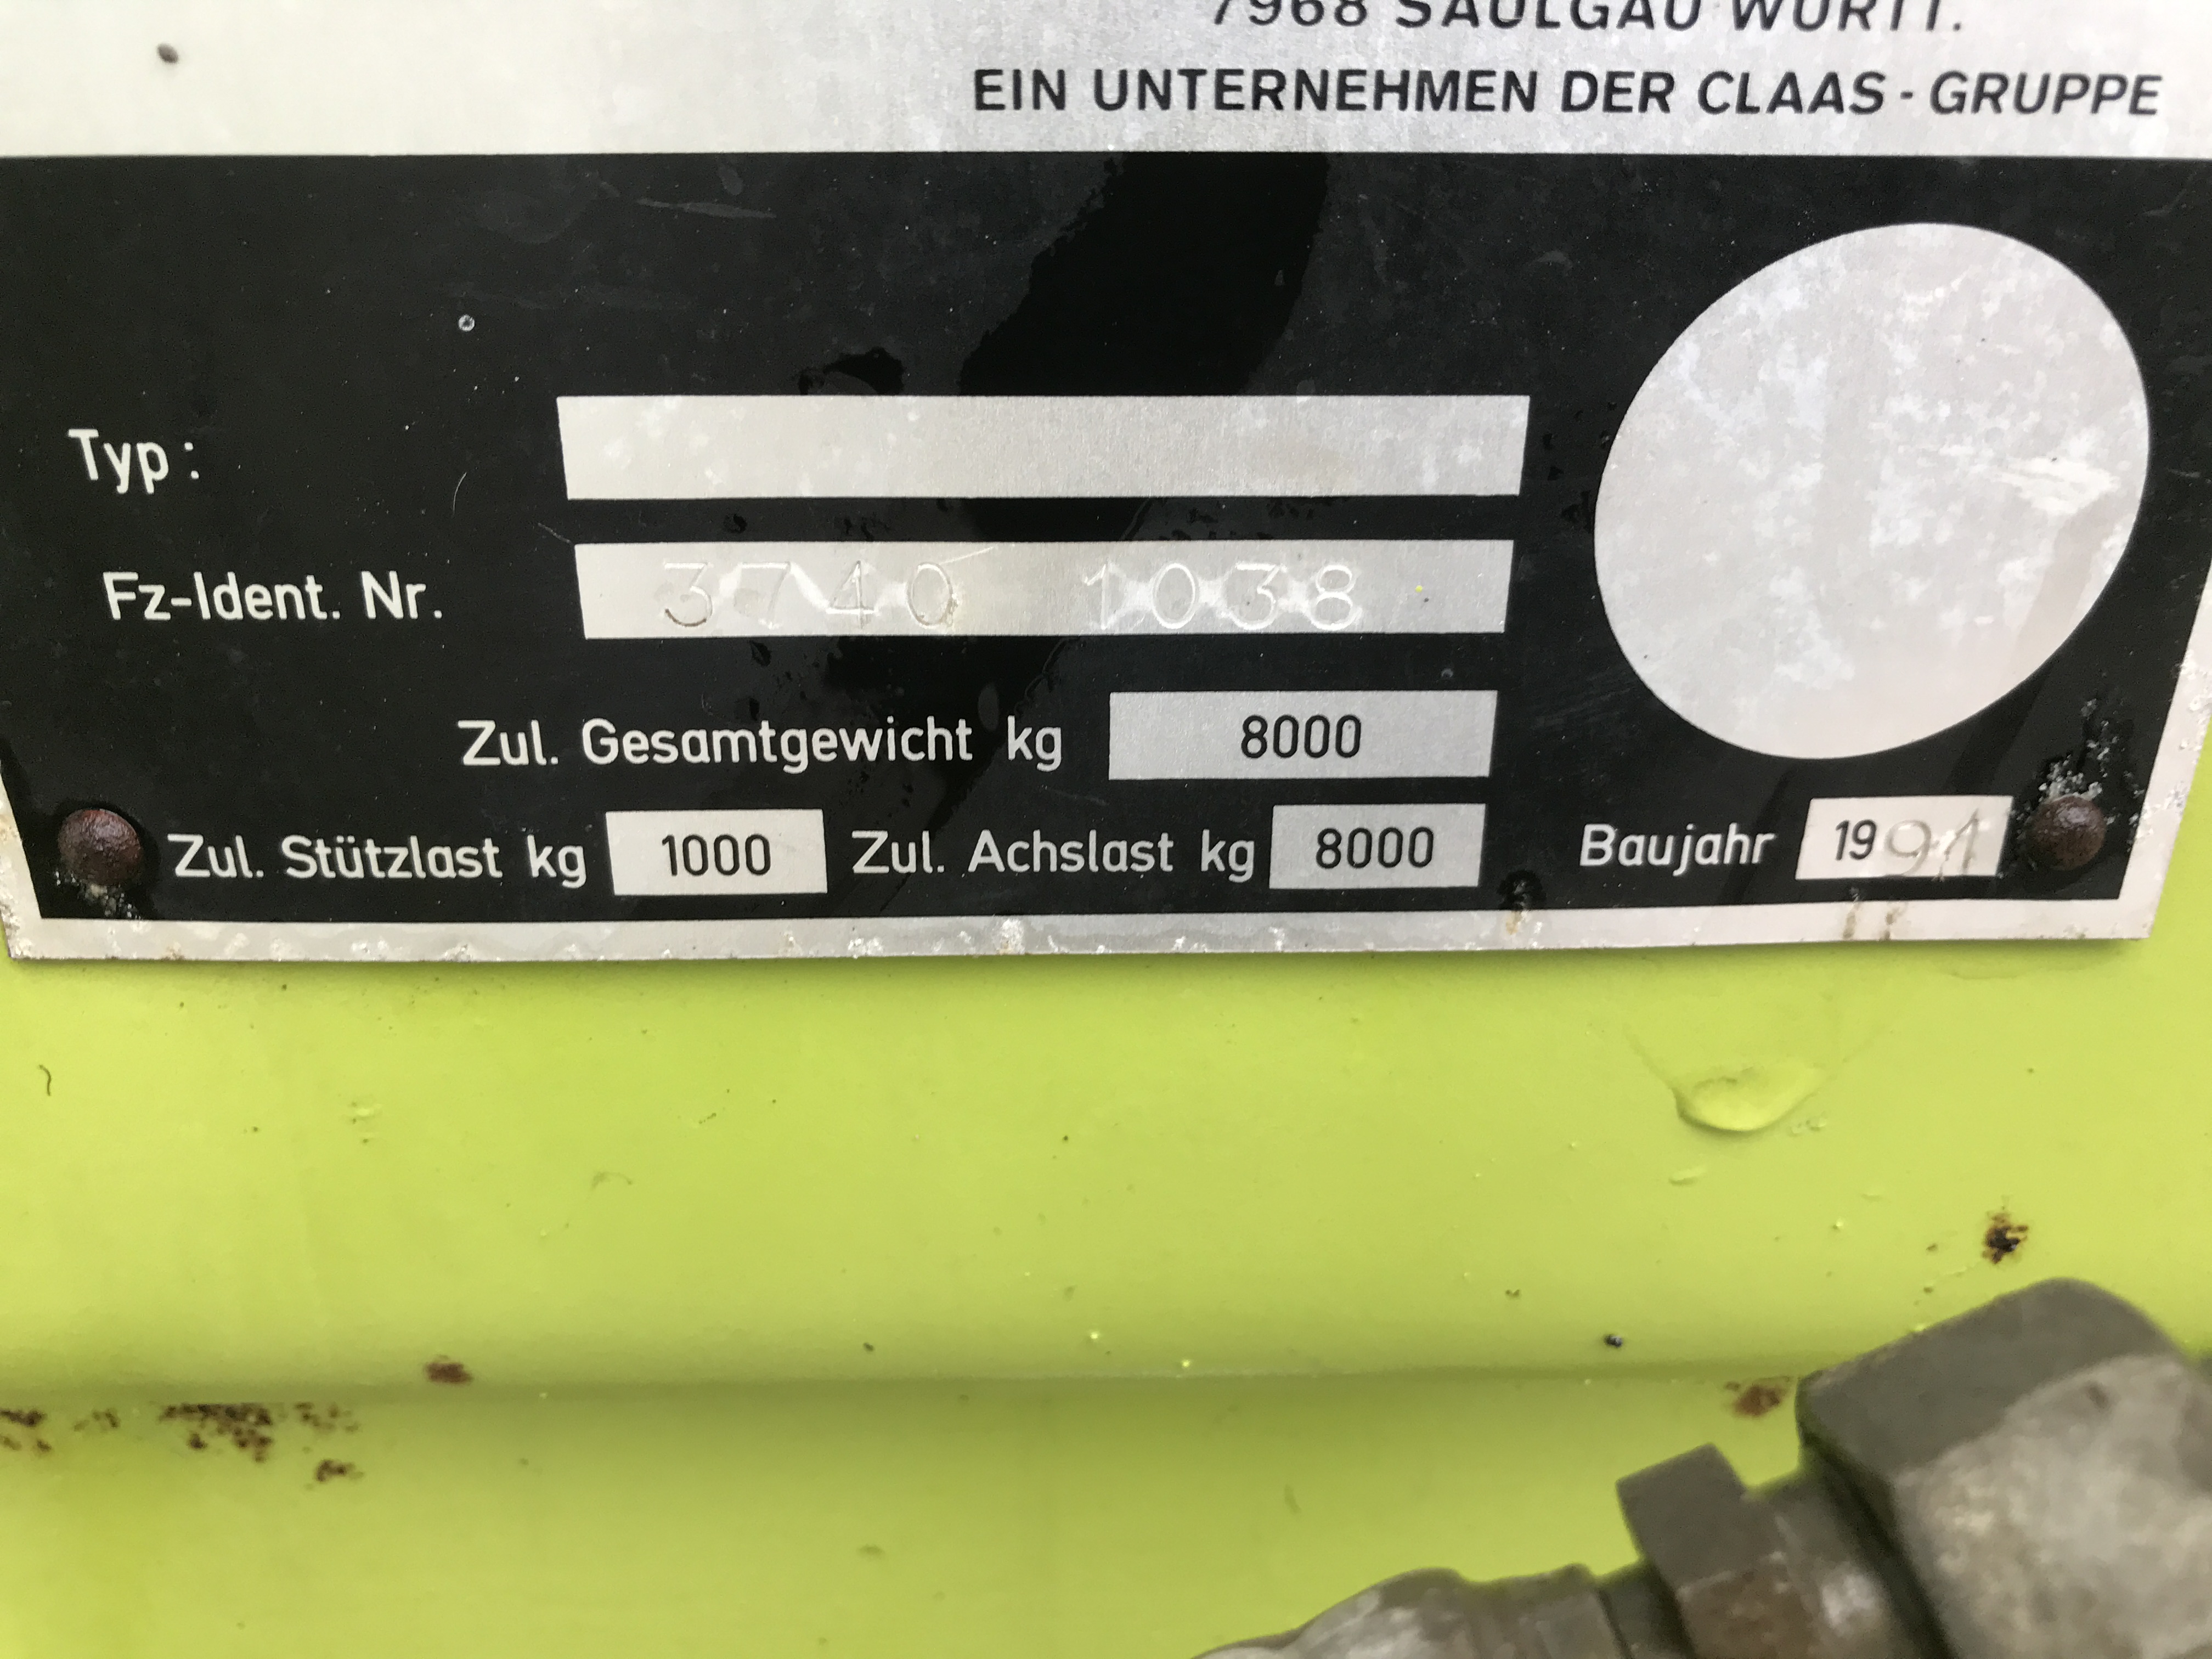 7968 SAULGAU WÜRTT.
EIN UNTERNEHMEN DER CLAAS - GRUPPE
Typ :
Fz-Ident. Nr. 3740 1038
Zul. Gesamtgewicht kg 8000
Zul. Stützlast kg 1000 Zul. Achslast kg 8000 Baujahr 1991